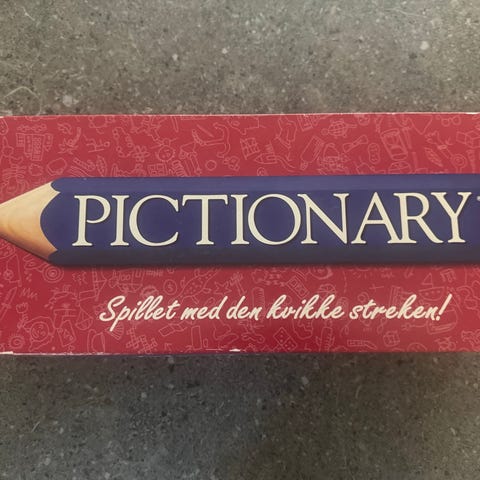 PICTIONARY
Spillet med den kvikke streken!